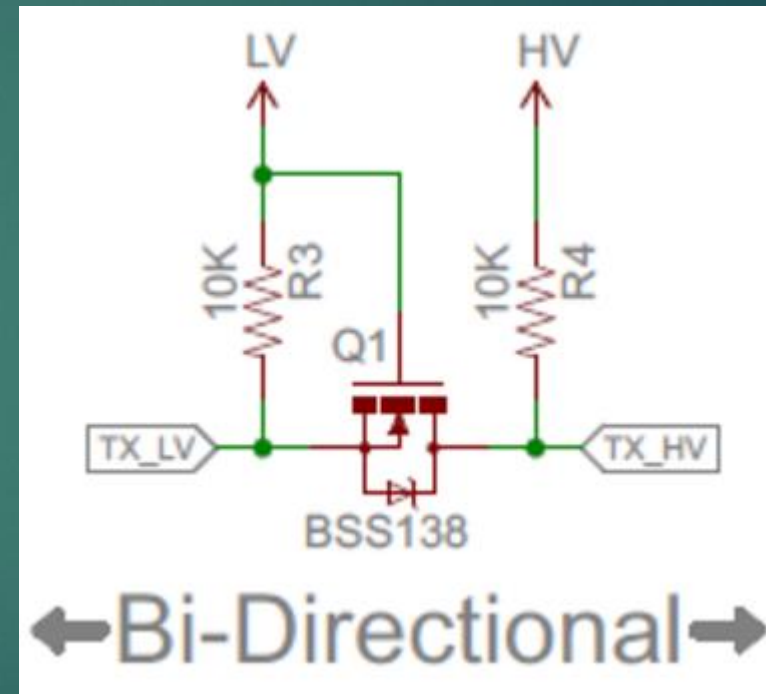 LV
HV
10K
R3
10K
R4
Q1
TX_LV
TX_HV
BSS138
Bi-Directional